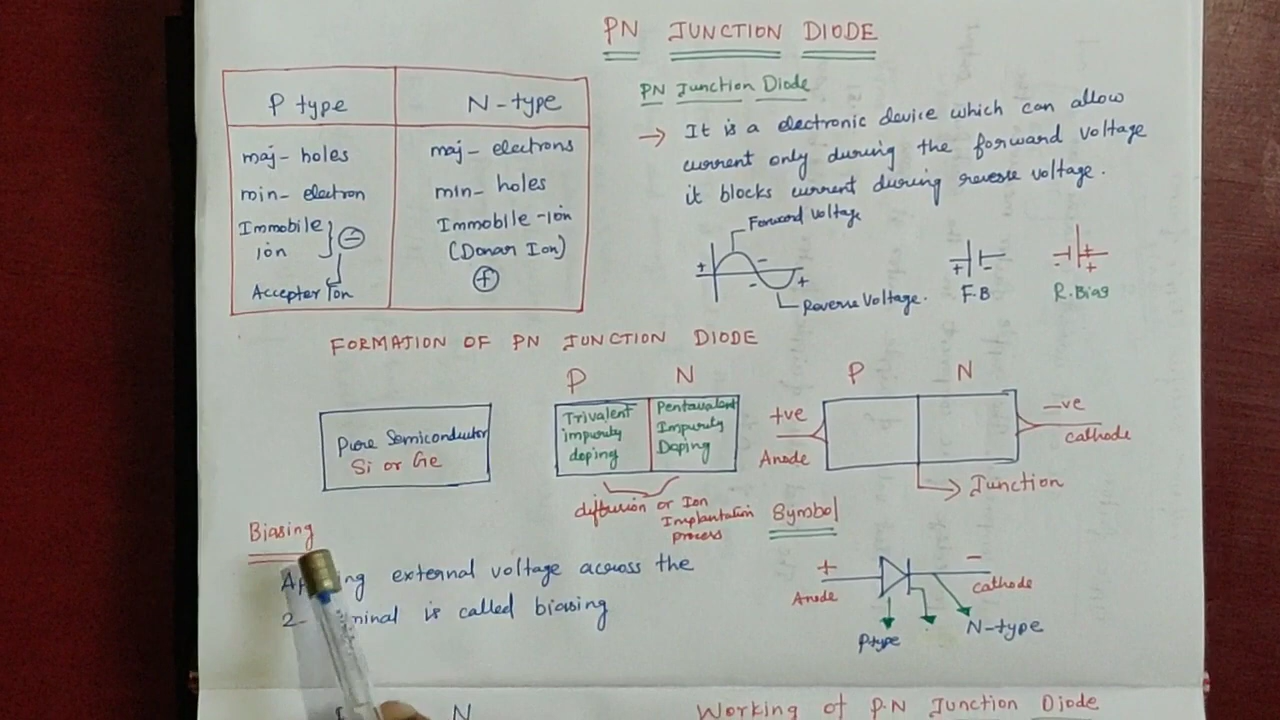 PN JUNCTION DIODE
P type
N-type
maj- holes
maj- electrons
min- electron
min- holes
Immobile
ion
Immobile -ion
(Donar Ion)
Accepter Ion
PN Junction Diode
→ It is a electronic device which can allow
current only during the forward voltage
it blocks current during reverse voltage.
Forward Voltage
+ - - +
Reverse Voltage.
+ -
F.B
- +
R.Bias
FORMATION OF PN JUNCTION DIODE
Pure Semiconductor
Si or Ge
P N
Trivalent
impurity
doping
Pentavalent
Impurity
Doping
diffusion or Ion
Implantation
process
P N
+ve
Anode
-ve
cathode
Junction
Biasing
external voltage across the
2- is called biasing
Symbol
+
Anode
-
cathode
Ptype
N-type
N
Working of PN Junction Diode